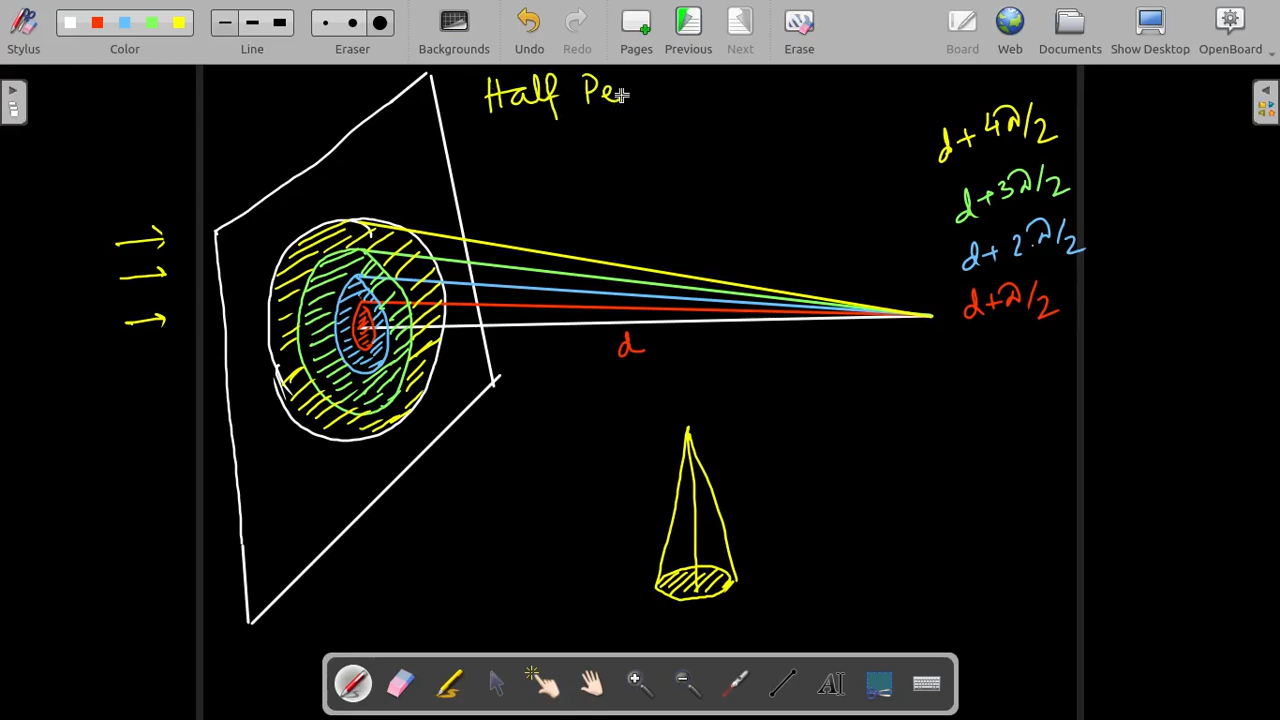 Stylus
Color
Line
Eraser
Backgrounds
Undo
Redo
Pages
Previous
Next
Erase
Board
Web
Documents
Show Desktop
OpenBoard
Half Pe
d+4λ/2
d+3λ/2
d+2.λ/2
d+λ/2
d